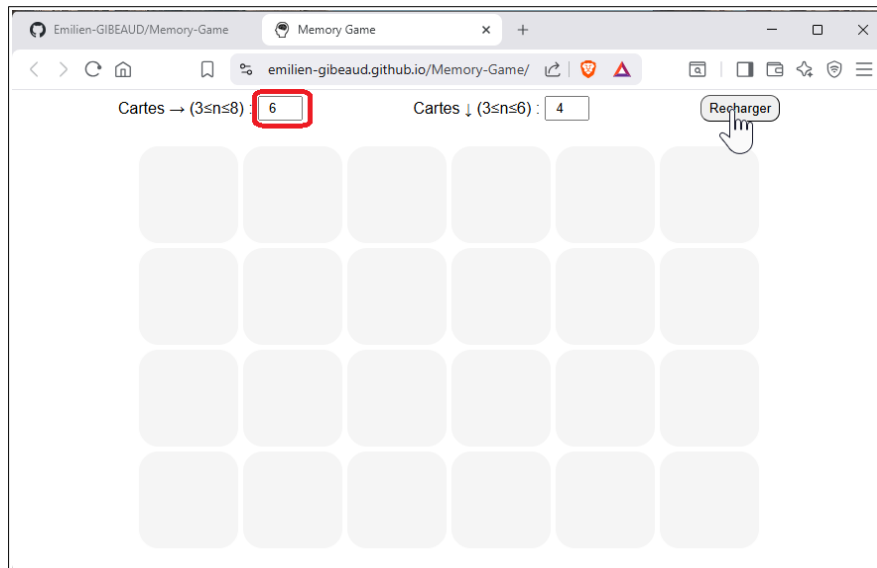 Emilien-GIBEAUD/Memory-Game Memory Game
emilien-gibeaud.github.io/Memory-Game/
Cartes → (3≤n≤8) : 6 Cartes ↓ (3≤n≤6) : 4 Recharger